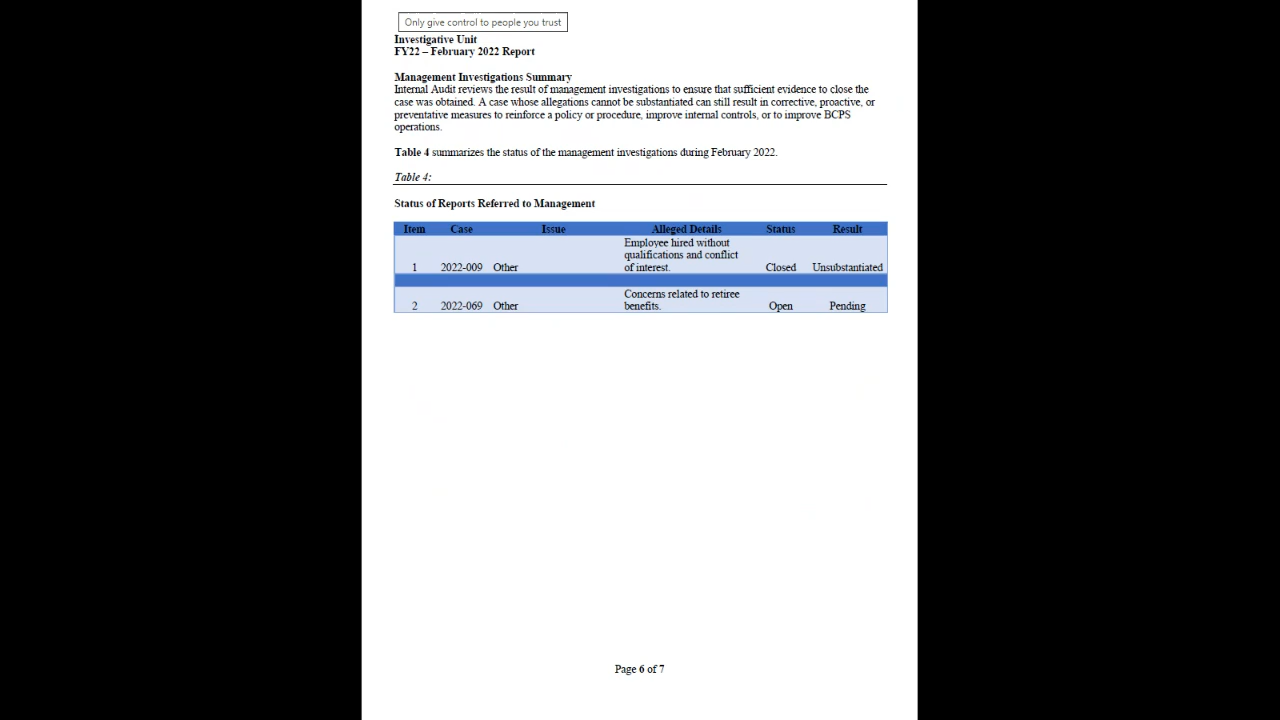 Only give control to people you trust
Investigative Unit
FY22 – February 2022 Report
Management Investigations Summary
Internal Audit reviews the result of management investigations to ensure that sufficient evidence to close the
case was obtained. A case whose allegations cannot be substantiated can still result in corrective, proactive, or
preventative measures to reinforce a policy or procedure, improve internal controls, or to improve BCPS
operations.
Table 4 summarizes the status of the management investigations during February 2022.
Table 4:
Status of Reports Referred to Management
Item Case Issue Alleged Details Status Result
Employee hired without
qualifications and conflict
1 2022-009 Other of interest. Closed Unsubstantiated
Concerns related to retiree
2 2022-069 Other benefits. Open Pending
Page 6 of 7